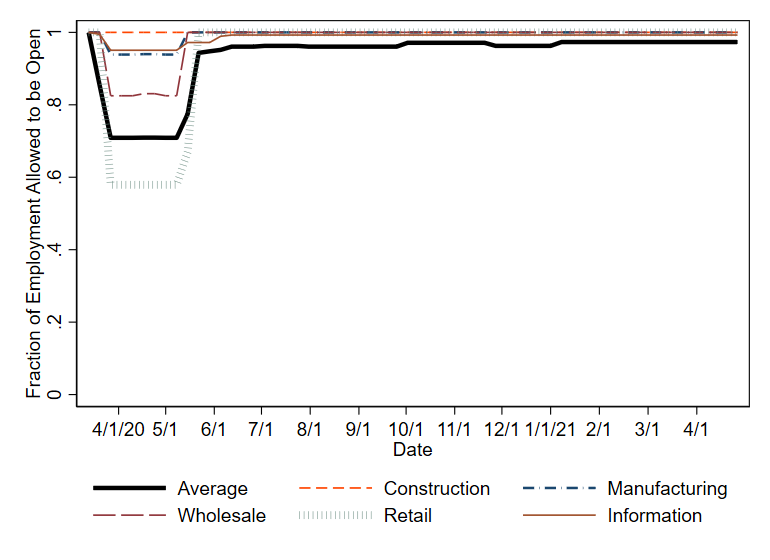 Fraction of Employment Allowed to be Open
1
.8
.6
.4
.2
0
4/1/20 5/1 6/1 7/1 8/1 9/1 10/1 11/1 12/1 1/1/21 2/1 3/1 4/1
Date
Average Construction Manufacturing
Wholesale Retail Information